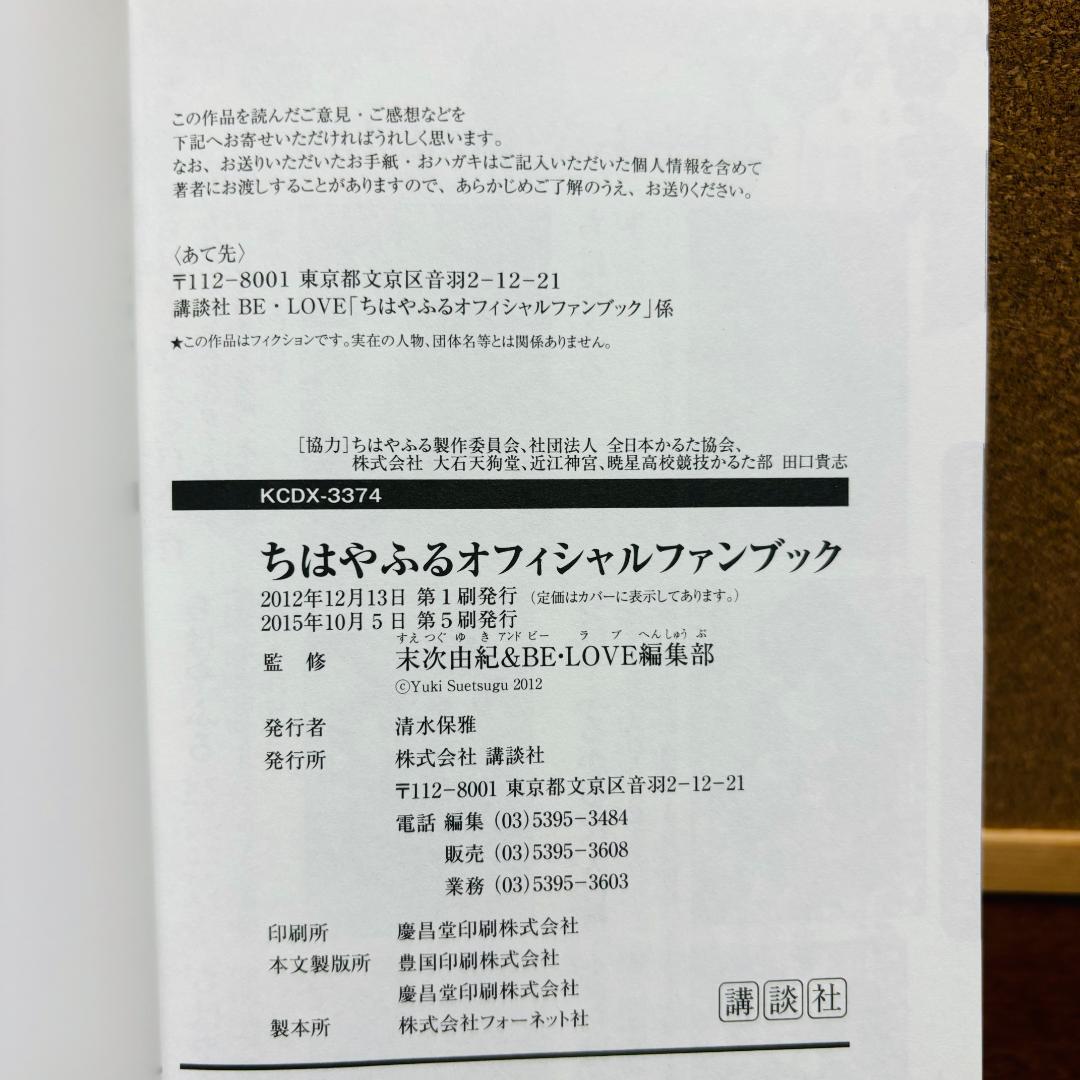 この作品を読んだご意見・ご感想などを
下記へお寄せいただければうれしく思います。
なお、お送りいただいたお手紙・おハガキはご記入いただいた個人情報を含めて
著者にお渡しすることがありますので、あらかじめご了解のうえ、お送りください。
〈あて先〉
〒112-8001 東京都文京区音羽2-12-21
講談社 BE・LOVE「ちはやふるオフィシャルファンブック」係
★この作品はフィクションです。実在の人物、団体名等とは関係ありません。
［協力］ちはやふる製作委員会、社団法人 全日本かるた協会、
株式会社 大石天狗堂、近江神宮、暁星高校競技かるた部 田口貴志
KCDX-3374
ちはやふるオフィシャルファンブック
2012年12月13日 第1刷発行（定価はカバーに表示してあります。）
2015年10月5日 第5刷発行
すえつぐゆきアンドビーラブへんしゅうぶ
監修 末次由紀&BE・LOVE編集部
©Yuki Suetsugu 2012
発行者 清水保雅
発行所 株式会社 講談社
〒112-8001 東京都文京区音羽2-12-21
電話 編集 (03)5395-3484
販売 (03)5395-3608
業務 (03)5395-3603
印刷所 慶昌堂印刷株式会社
本文製版所 豊国印刷株式会社
慶昌堂印刷株式会社
製本所 株式会社フォーネット社
講談社